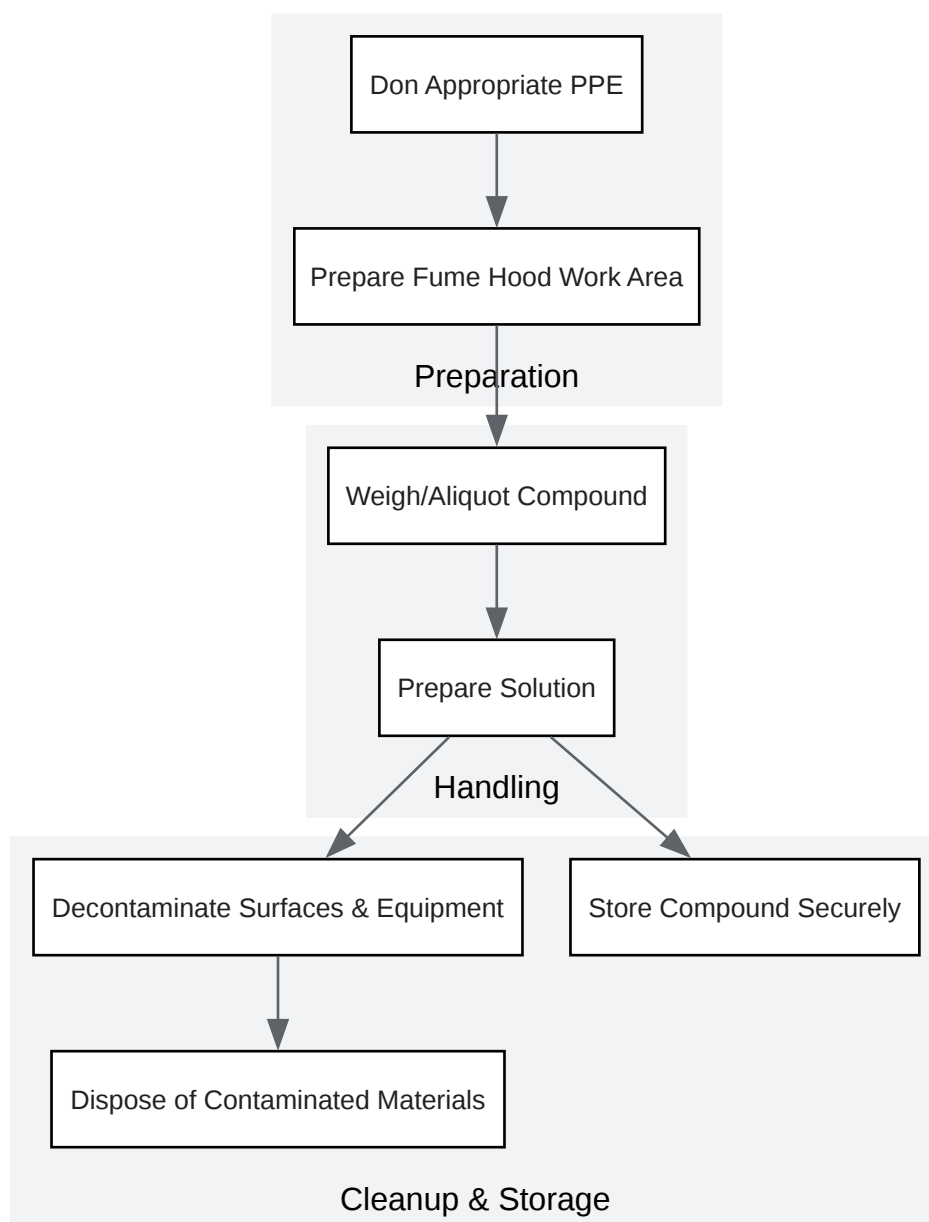 Don Appropriate PPE
Prepare Fume Hood Work Area
Preparation
Weigh/Aliquot Compound
Prepare Solution
Handling
Decontaminate Surfaces & Equipment
Store Compound Securely
Dispose of Contaminated Materials
Cleanup & Storage